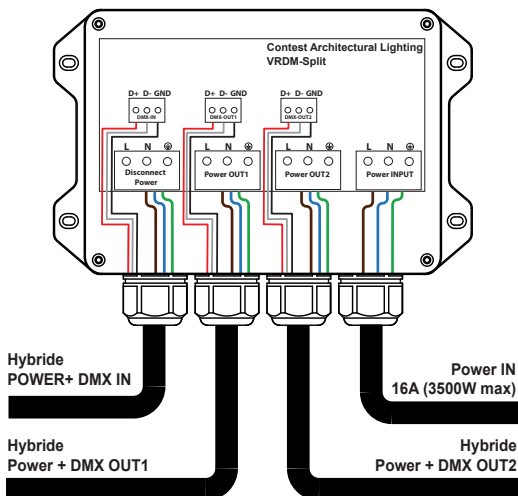 Contest Architectural Lighting
VRDM-Split
D+ D- GND
DMX-IN
D+ D- GND
DMX-OUT1
D+ D- GND
DMX-OUT2
L N
Disconnect
Power
L N
Power OUT1
L N
Power OUT2
L N
Power INPUT
Hybride
POWER+ DMX IN
Power IN
16A (3500W max)
Hybride
Power + DMX OUT1
Hybride
Power + DMX OUT2